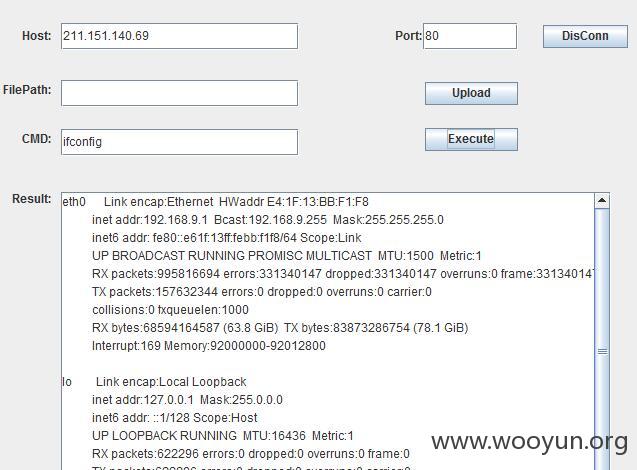 Host: 211.151.140.69 Port: 80 DisConn
FilePath: Upload
CMD: ifconfig Execute
Result: eth0 Link encap:Ethernet HWaddr E4:1F:13:BB:F1:F8
inet addr:192.168.9.1 Bcast:192.168.9.255 Mask:255.255.255.0
inet6 addr: fe80::e61f:13ff:febb:f1f8/64 Scope:Link
UP BROADCAST RUNNING PROMISC MULTICAST MTU:1500 Metric:1
RX packets:995816694 errors:331340147 dropped:331340147 overruns:0 frame:331340147
TX packets:157632344 errors:0 dropped:0 overruns:0 carrier:0
collisions:0 txqueuelen:1000
RX bytes:68594164587 (63.8 GiB) TX bytes:83873286754 (78.1 GiB)
Interrupt:169 Memory:92000000-92012800
lo Link encap:Local Loopback
inet addr:127.0.0.1 Mask:255.0.0.0
inet6 addr: ::1/128 Scope:Host
UP LOOPBACK RUNNING MTU:16436 Metric:1
RX packets:622296 errors:0 dropped:0 overruns:0 frame:0
www.wooyun.org